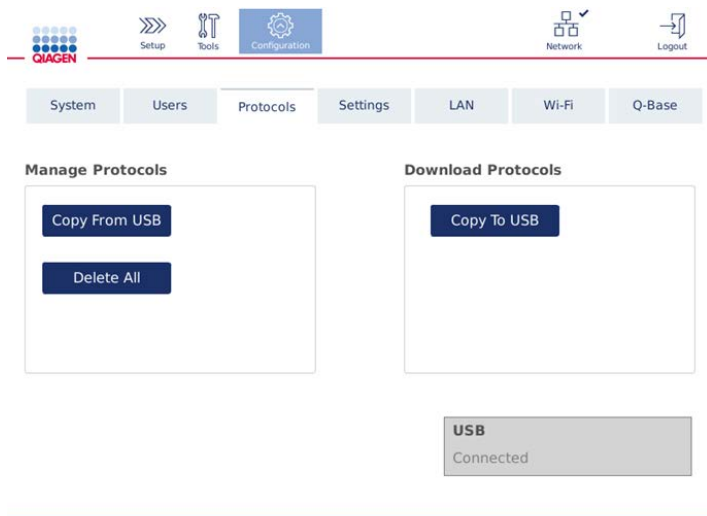 QIAGEN
Setup
Tools
Configuration
Network
Logout
System
Users
Protocols
Settings
LAN
Wi-Fi
Q-Base
Manage Protocols
Download Protocols
Copy From USB
Copy To USB
Delete All
USB
Connected